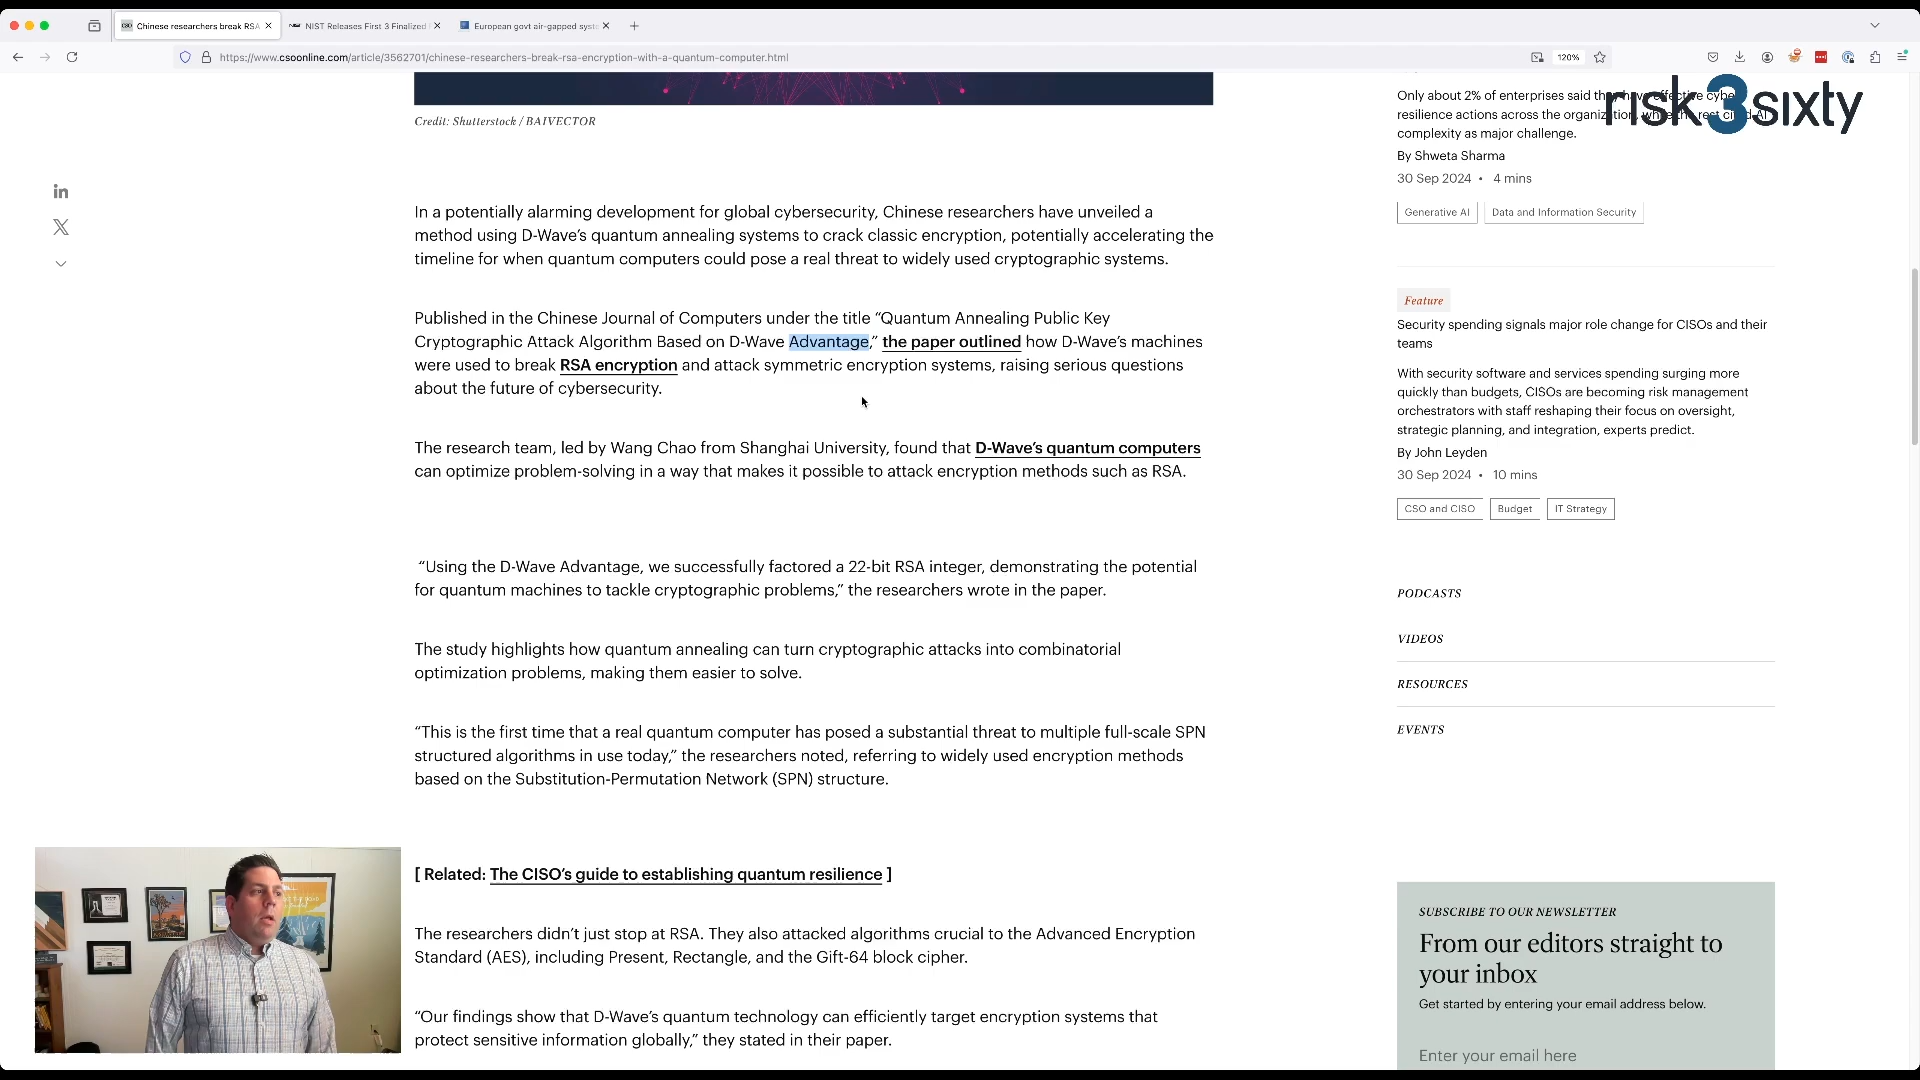 Chinese researchers break RSA
NIST Releases First 3 Finalized
European govt air-gapped syst
https://www.csoonline.com/article/3562701/chinese-researchers-break-rsa-encryption-with-a-quantum-computer.html
120%
risk3sixty
Credit: Shutterstock / BAIVECTOR
In a potentially alarming development for global cybersecurity, Chinese researchers have unveiled a
method using D-Wave’s quantum annealing systems to crack classic encryption, potentially accelerating the
timeline for when quantum computers could pose a real threat to widely used cryptographic systems.
Published in the Chinese Journal of Computers under the title “Quantum Annealing Public Key
Cryptographic Attack Algorithm Based on D-Wave Advantage,” the paper outlined how D-Wave’s machines
were used to break RSA encryption and attack symmetric encryption systems, raising serious questions
about the future of cybersecurity.
The research team, led by Wang Chao from Shanghai University, found that D-Wave’s quantum computers
can optimize problem-solving in a way that makes it possible to attack encryption methods such as RSA.
“Using the D-Wave Advantage, we successfully factored a 22-bit RSA integer, demonstrating the potential
for quantum machines to tackle cryptographic problems,” the researchers wrote in the paper.
The study highlights how quantum annealing can turn cryptographic attacks into combinatorial
optimization problems, making them easier to solve.
“This is the first time that a real quantum computer has posed a substantial threat to multiple full-scale SPN
structured algorithms in use today,” the researchers noted, referring to widely used encryption methods
based on the Substitution-Permutation Network (SPN) structure.
[ Related: The CISO’s guide to establishing quantum resilience ]
The researchers didn’t just stop at RSA. They also attacked algorithms crucial to the Advanced Encryption
Standard (AES), including Present, Rectangle, and the Gift-64 block cipher.
“Our findings show that D-Wave’s quantum technology can efficiently target encryption systems that
protect sensitive information globally,” they stated in their paper.
Only about 2% of enterprises said they have effective cyber
resilience actions across the organization, while the rest cited AI
complexity as major challenge.
By Shweta Sharma
30 Sep 2024 • 4 mins
Generative AI
Data and Information Security
Feature
Security spending signals major role change for CISOs and their
teams
With security software and services spending surging more
quickly than budgets, CISOs are becoming risk management
orchestrators with staff reshaping their focus on oversight,
strategic planning, and integration, experts predict.
By John Leyden
30 Sep 2024 • 10 mins
CSO and CISO
Budget
IT Strategy
PODCASTS
VIDEOS
RESOURCES
EVENTS
SUBSCRIBE TO OUR NEWSLETTER
From our editors straight to
your inbox
Get started by entering your email address below.
Enter your email here